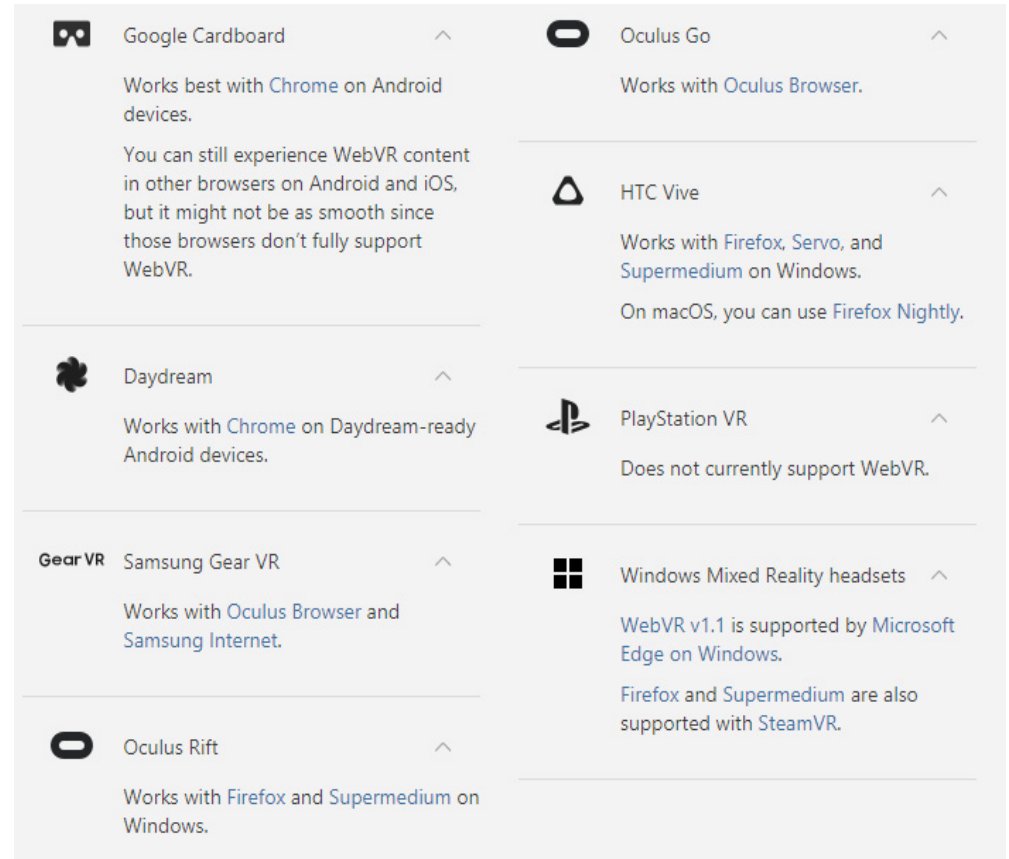 Google Cardboard
Works best with Chrome on Android
devices.
You can still experience WebVR content
in other browsers on Android and iOS,
but it might not be as smooth since
those browsers don’t fully support
WebVR.
Daydream
Works with Chrome on Daydream-ready
Android devices.
Gear VR
Samsung Gear VR
Works with Oculus Browser and
Samsung Internet.
Oculus Rift
Works with Firefox and Supermedium on
Windows.
Oculus Go
Works with Oculus Browser.
HTC Vive
Works with Firefox, Servo, and
Supermedium on Windows.
On macOS, you can use Firefox Nightly.
PlayStation VR
Does not currently support WebVR.
Windows Mixed Reality headsets
WebVR v1.1 is supported by Microsoft
Edge on Windows.
Firefox and Supermedium are also
supported with SteamVR.